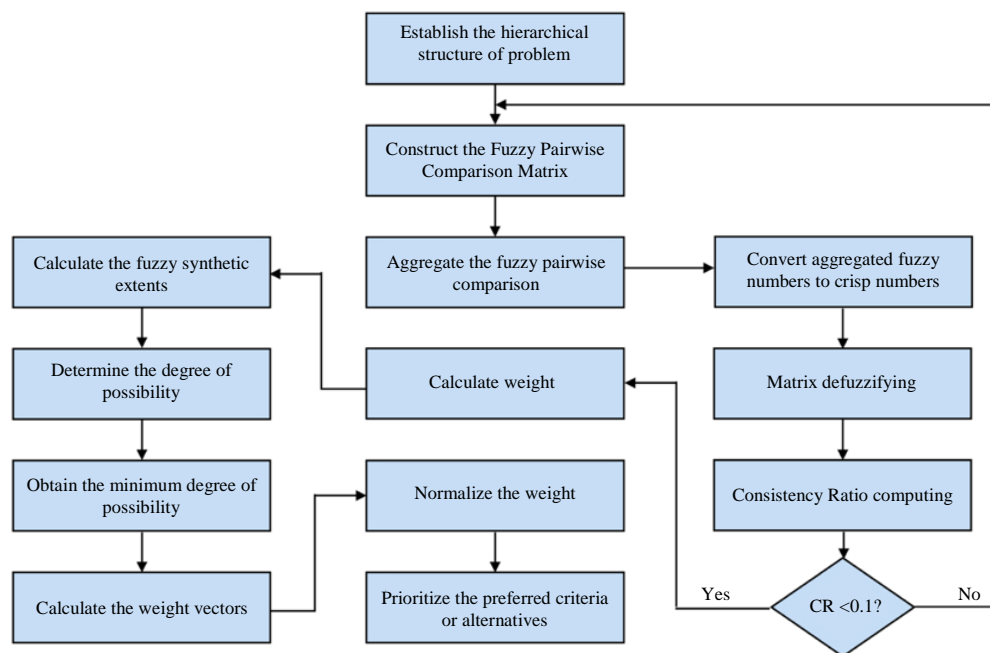 Establish the hierarchical
structure of problem
Construct the Fuzzy Pairwise
Comparison Matrix
Aggregate the fuzzy pairwise
comparison
Convert aggregated fuzzy
numbers to crisp numbers
Matrix defuzzifying
Consistency Ratio computing
CR <0.1?
Yes
No
Calculate weight
Calculate the fuzzy synthetic
extents
Determine the degree of
possibility
Obtain the minimum degree of
possibility
Calculate the weight vectors
Normalize the weight
Prioritize the preferred criteria
or alternatives